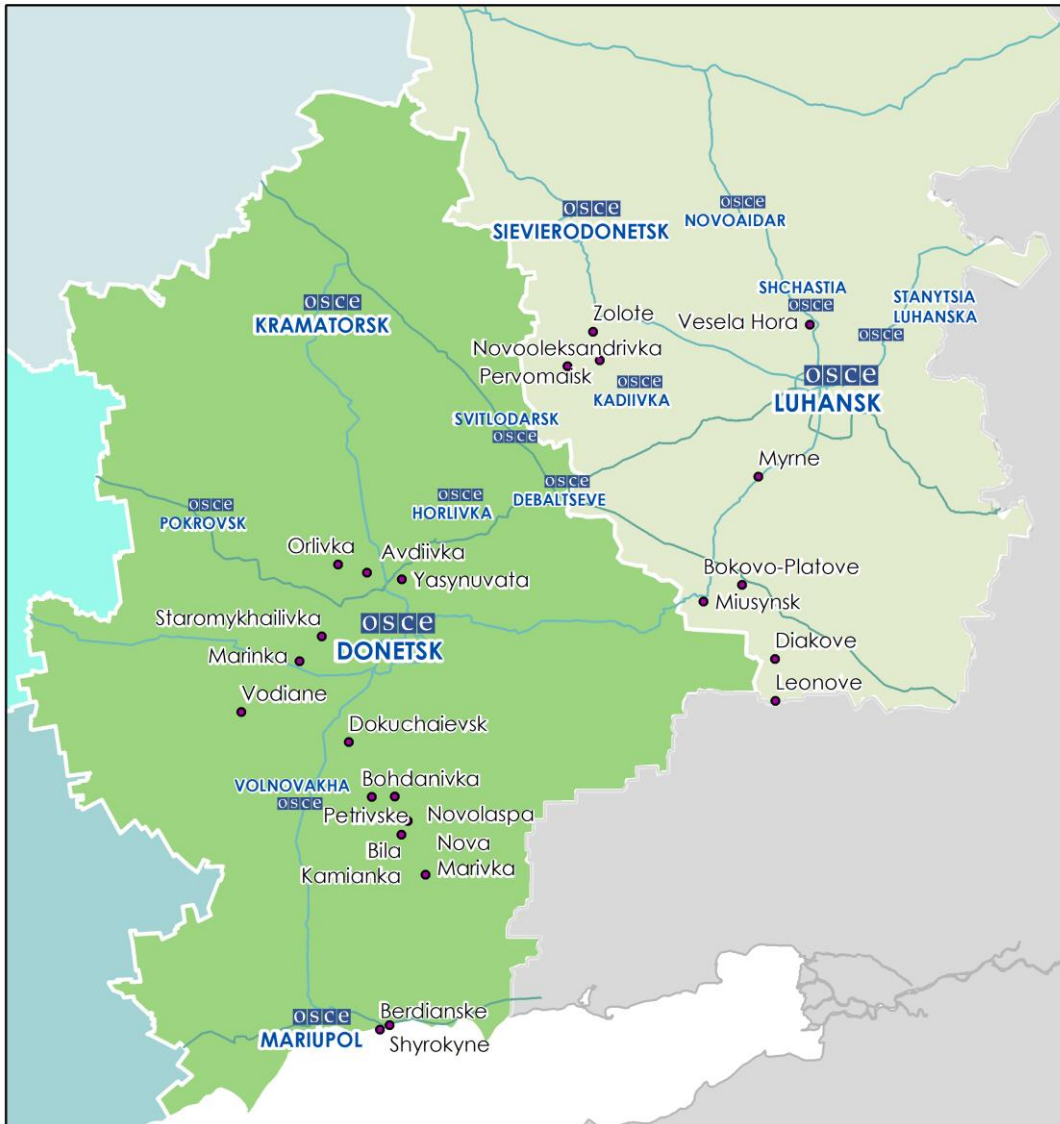 osce
SIEVIERODONETSK
osce
NOVOAIDAR
SHCHASTIA
osce
STANYTSIA
LUHANSKA
osce
osce
KRAMATORSK
Zolote
Vesela Hora
Novooleksandrivka
Pervomaisk
osce
KADIIVKA
osce
LUHANSK
SVITLODARSK
osce
Myrne
osce
DEBALTSEVE
osce
HORLIVKA
osce
POKROVSK
Orlivka
Avdiivka
Yasynuvata
Bokovo-Platove
Miusynsk
Staromykhailivka
osce
DONETSK
Marinka
Diakove
Leonove
Vodiane
Dokuchaievsk
VOLNOVAKHA
osce
Bohdanivka
Petrivske
Novolaspa
Bila
Kamianka
Nova
Marivka
osce
MARIUPOL
Berdianske
Shyrokyne